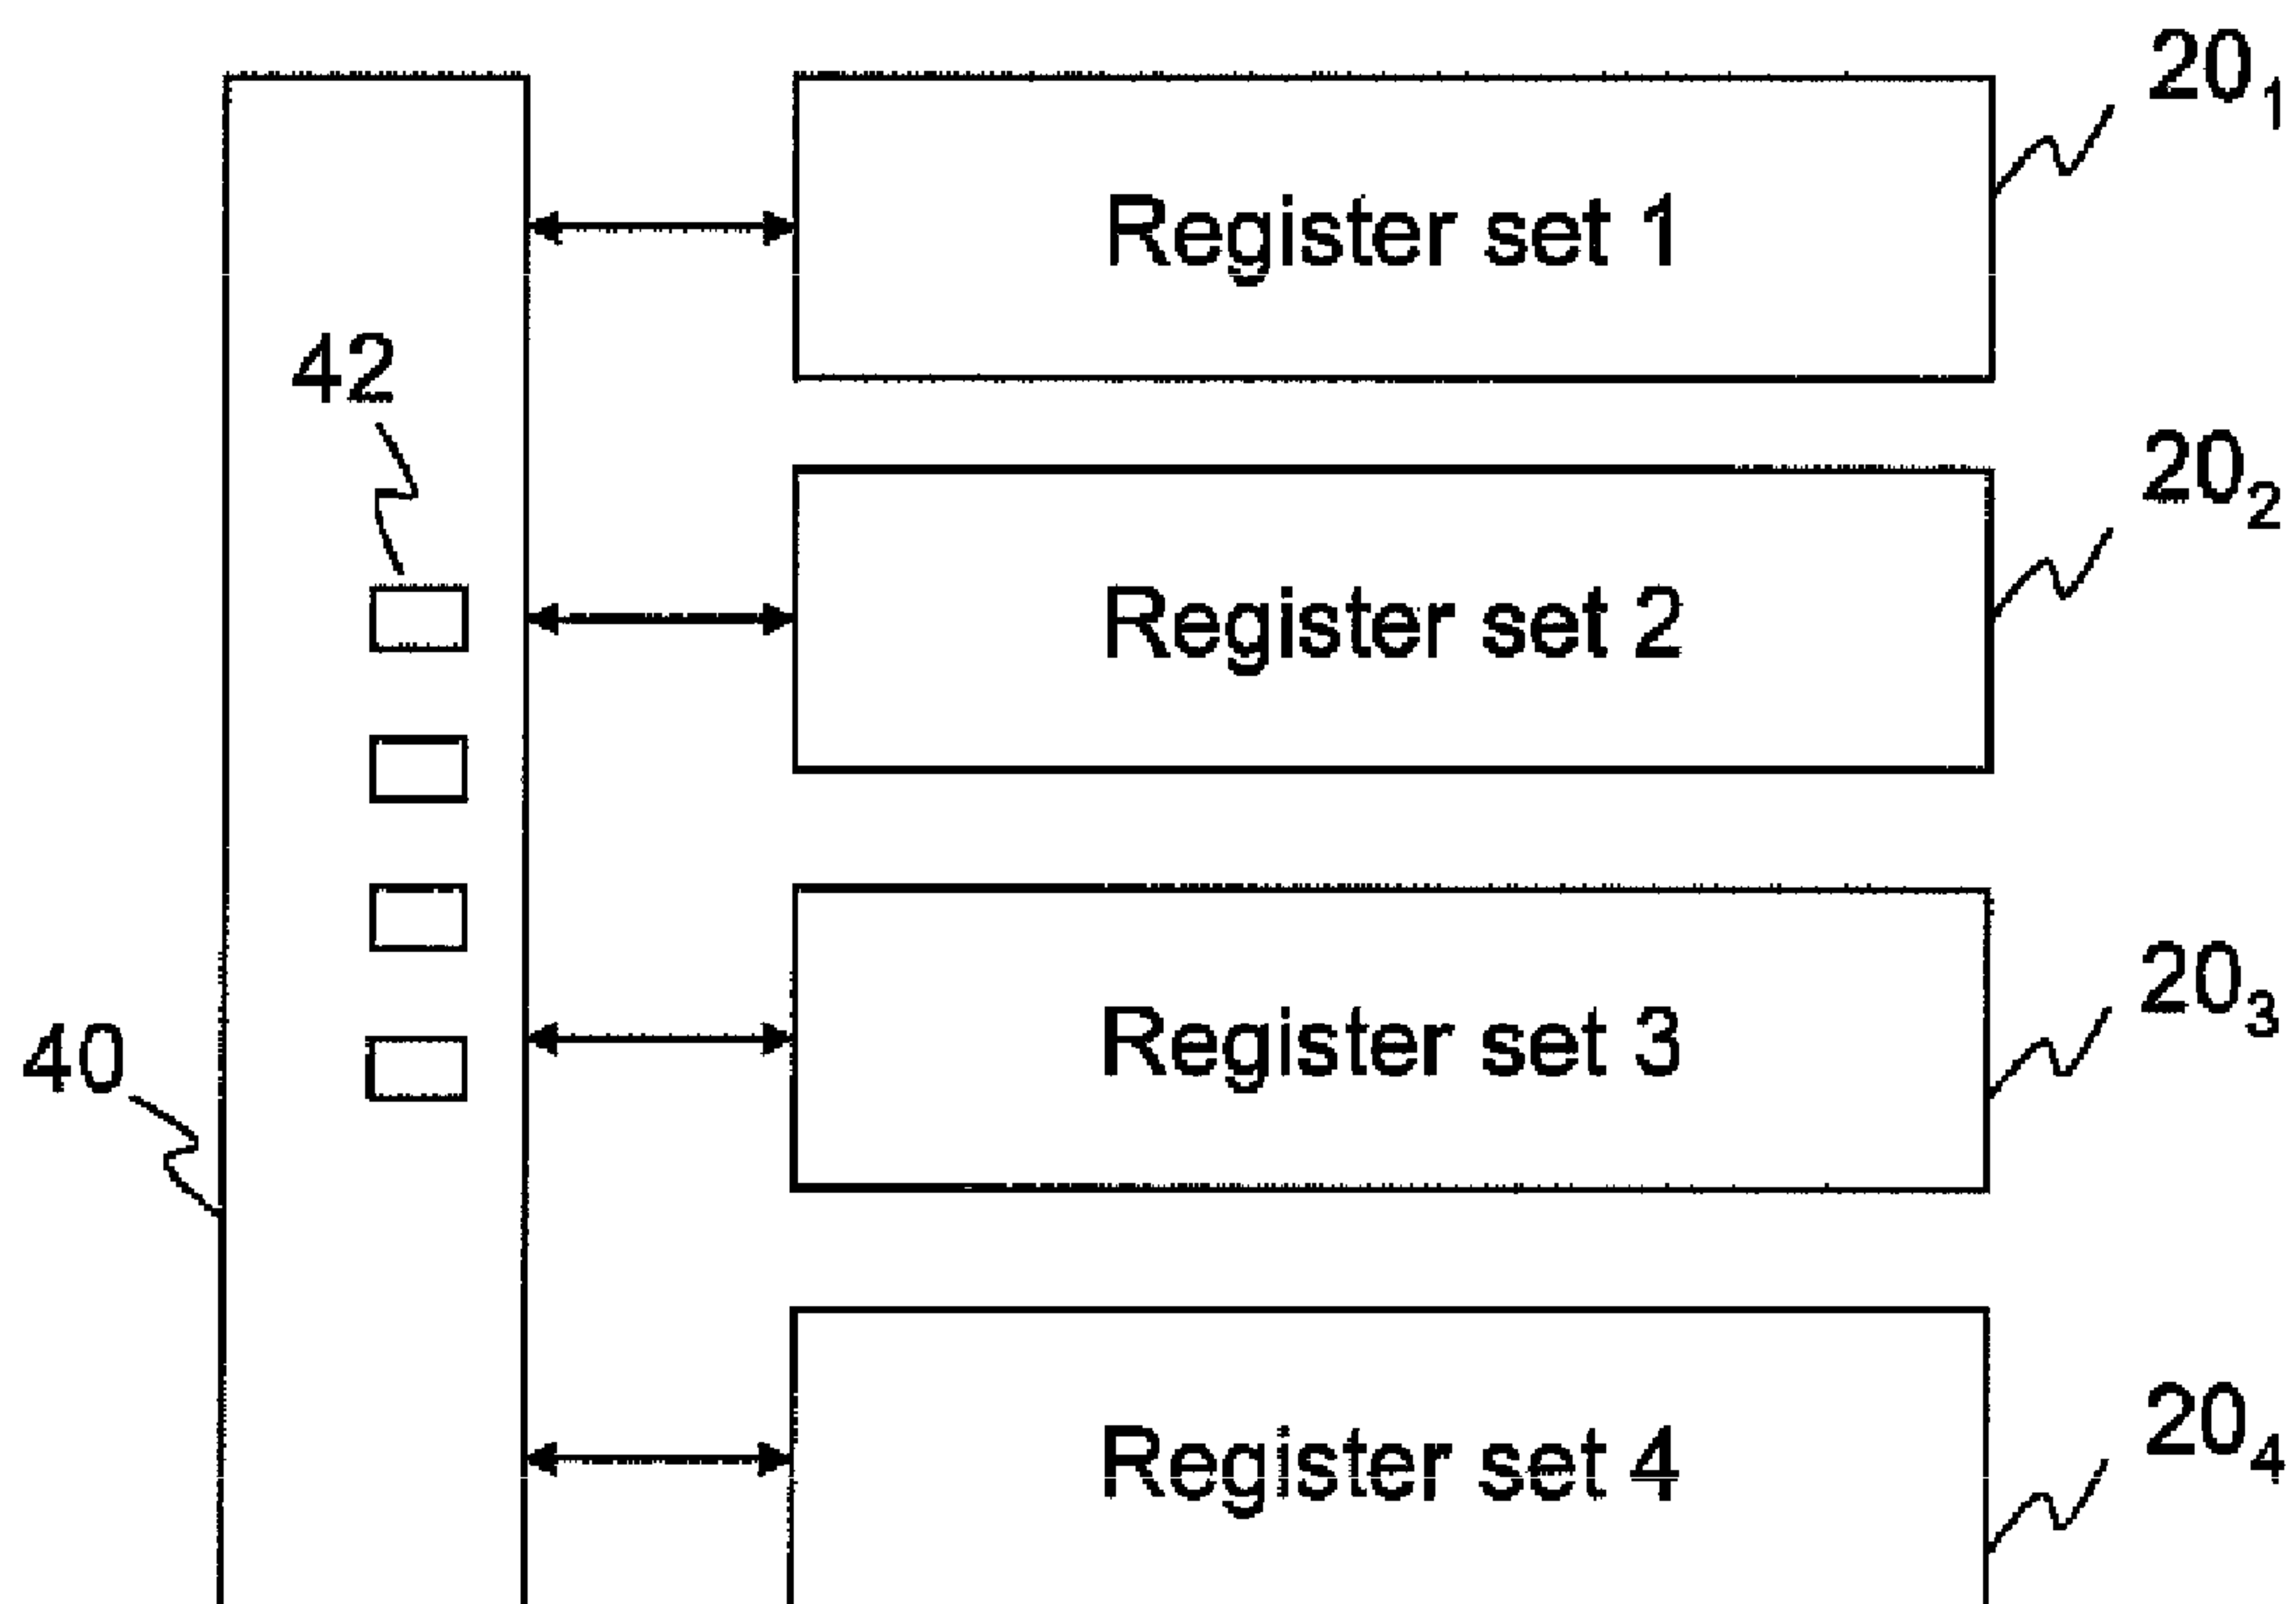 20₁
Register set 1
42
20₂
Register set 2
20₃
Register set 3
40
20₄
Register set 4